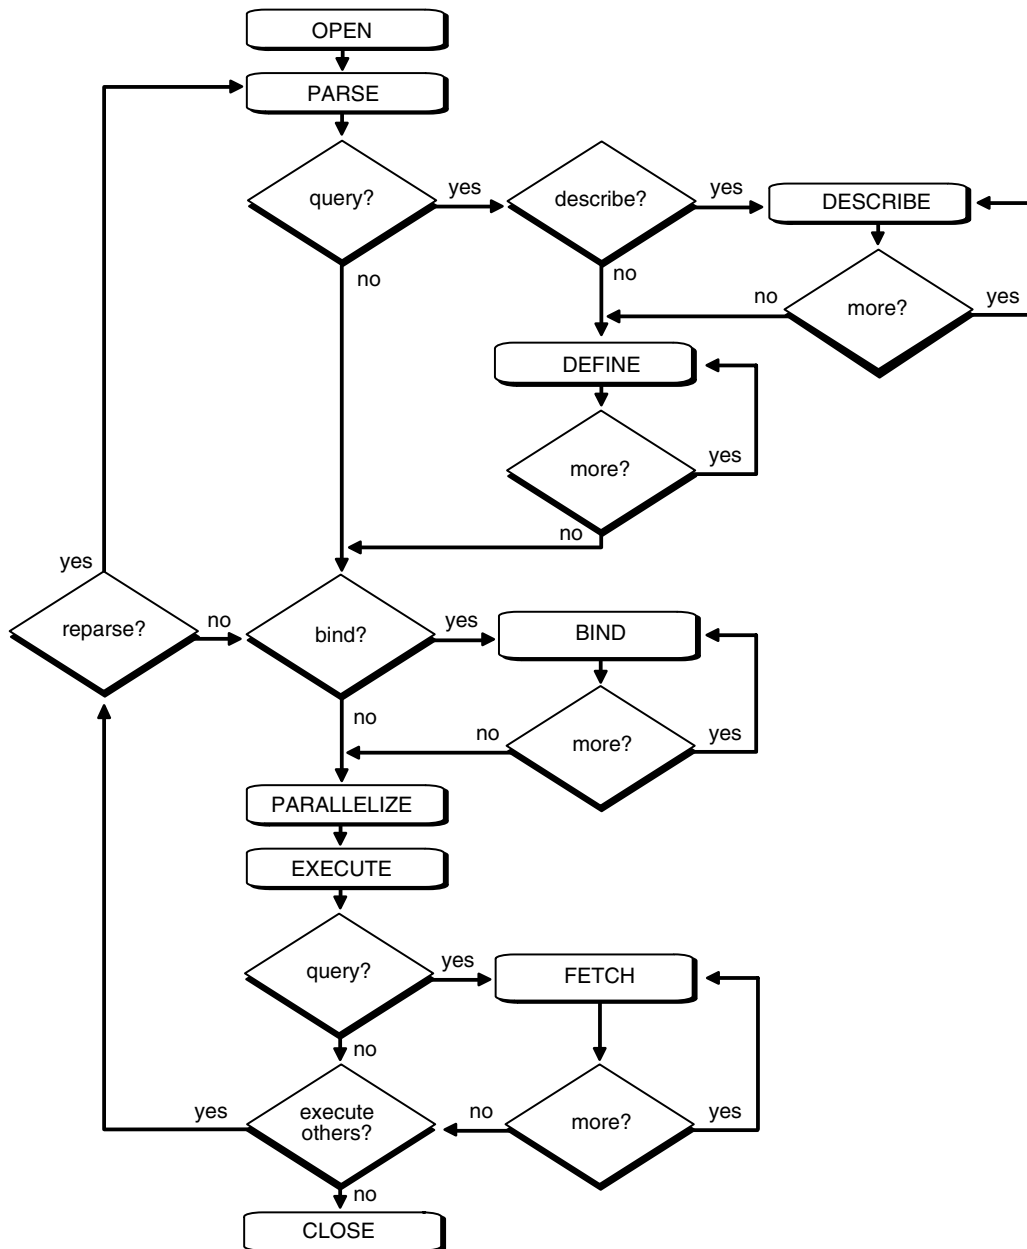 OPEN
PARSE
query?
yes
describe?
yes
DESCRIBE
no
no
no
more?
yes
DEFINE
more?
yes
no
yes
reparse?
no
bind?
yes
BIND
no
no
more?
yes
PARALLELIZE
EXECUTE
query?
yes
FETCH
no
yes
execute
others?
no
more?
yes
no
CLOSE